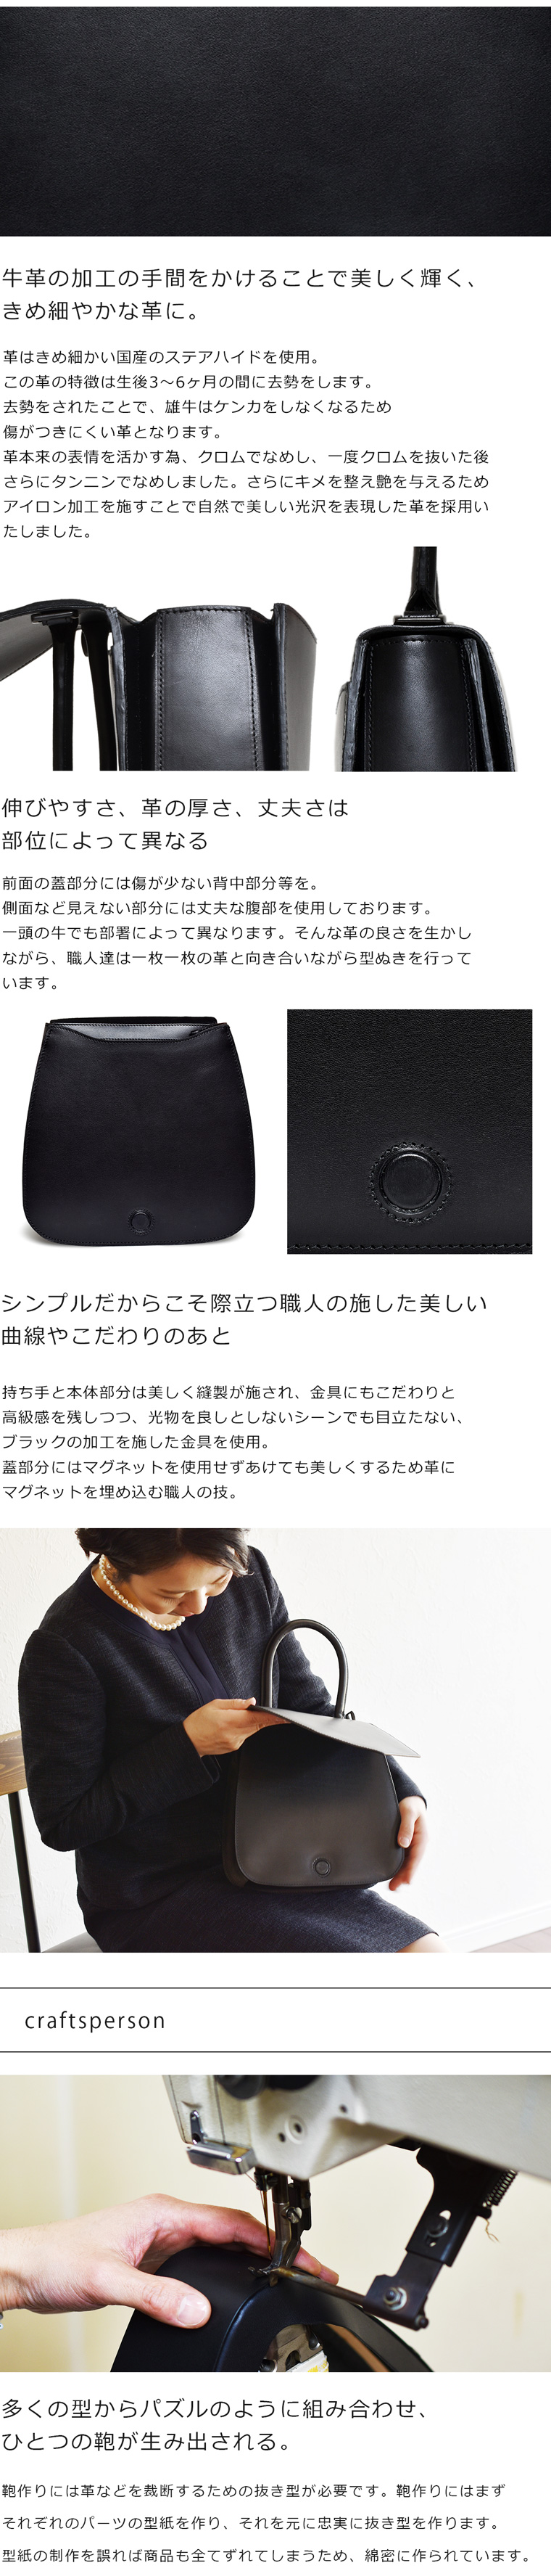 牛革の加工の手間をかけることで美しく輝く、
きめ細やかな革に。
革はきめ細かい国産のステアハイドを使用。
この革の特徴は生後3〜6ヶ月の間に去勢をします。
去勢をされたことで、雄牛はケンカをしなくなるため
傷がつきにくい革となります。
革本来の表情を活かす為、クロムでなめし、一度クロムを抜いた後
さらにタンニンでなめしました。さらにキメを整え艶を与えるため
アイロン加工を施すことで自然で美しい光沢を表現した革を採用い
たしました。
伸びやすさ、革の厚さ、丈夫さは
部位によって異なる
前面の蓋部分には傷が少ない背中部分等を。
側面など見えない部分には丈夫な腹部を使用しております。
一頭の牛でも部署によって異なります。そんな革の良さを生かし
ながら、職人達は一枚一枚の革と向き合いながら型ぬきを行って
います。
シンプルだからこそ際立つ職人の施した美しい
曲線やこだわりのあと
持ち手と本体部分は美しく縫製が施され、金具にもこだわりと
高級感を残しつつ、光物を良しとしないシーンでも目立たない、
ブラックの加工を施した金具を使用。
蓋部分にはマグネットを使用せずあけても美しくするため革に
マグネットを埋め込む職人の技。
craftsperson
多くの型からパズルのように組み合わせ、
ひとつの鞄が生み出される。
鞄作りには革などを裁断するための抜き型が必要です。鞄作りにはまず
それぞれのパーツの型紙を作り、それを元に忠実に抜き型を作ります。
型紙の制作を誤れば商品も全てずれてしまうため、綿密に作られています。